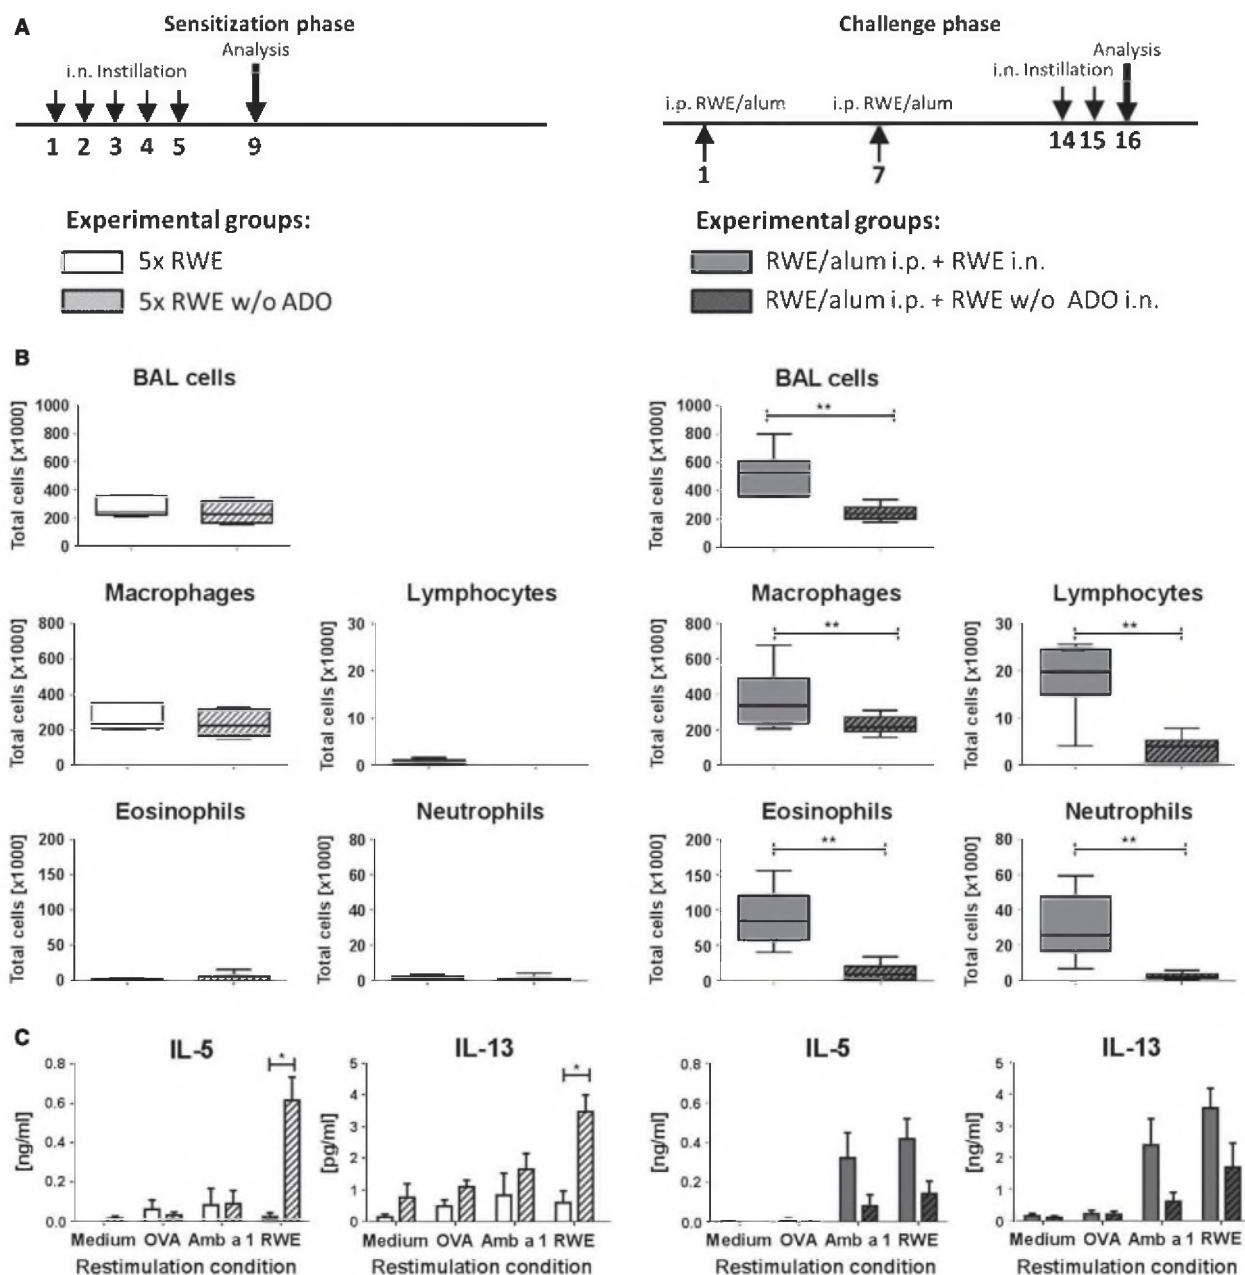 A
Sensitization phase
Analysis
i.n. Instillation
1 2 3 4 5 9
Experimental groups:
5x RWE
5x RWE w/o ADO
Challenge phase
Analysis
i.n. Instillation
i.p. RWE/alum i.p. RWE/alum
14 15 16
1 7
Experimental groups:
RWE/alum i.p. + RWE i.n.
RWE/alum i.p. + RWE w/o ADO i.n.
B
BAL cells
Total cells [x1000]
1000
800
600
400
200
0
BAL cells
**
Total cells [x1000]
1000
800
600
400
200
0
Macrophages
Total cells [x1000]
800
600
400
200
0
Lymphocytes
Total cells [x1000]
30
20
10
0
Macrophages
**
Total cells [x1000]
800
600
400
200
0
Lymphocytes
**
Total cells [x1000]
30
20
10
0
Eosinophils
Total cells [x1000]
200
150
100
50
0
Neutrophils
Total cells [x1000]
80
60
40
20
0
Eosinophils
**
Total cells [x1000]
200
150
100
50
0
Neutrophils
**
Total cells [x1000]
80
60
40
20
0
C
IL-5
*
[ng/ml]
0.8
0.6
0.4
0.2
0.0
Medium OVA Amb a 1 RWE
Restimulation condition
IL-13
*
[pg/ml]
5
4
3
2
1
0
Medium OVA Amb a 1 RWE
Restimulation condition
IL-5
[ng/ml]
0.8
0.6
0.4
0.2
0.0
Medium OVA Amb a 1 RWE
Restimulation condition
IL-13
[ng/ml]
5
4
3
2
1
0
Medium OVA Amb a 1 RWE
Restimulation condition